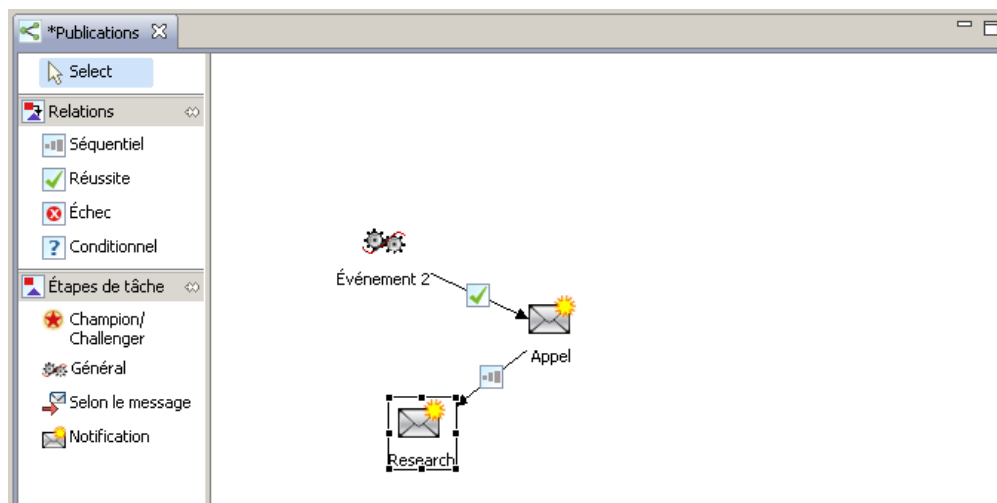 *Publications
Select
Relations
Séquentiel
Réussite
Échec
Conditionnel
Étapes de tâche
Champion/
Challenger
Général
Selon le message
Notification
Événement 2
Appel
Research